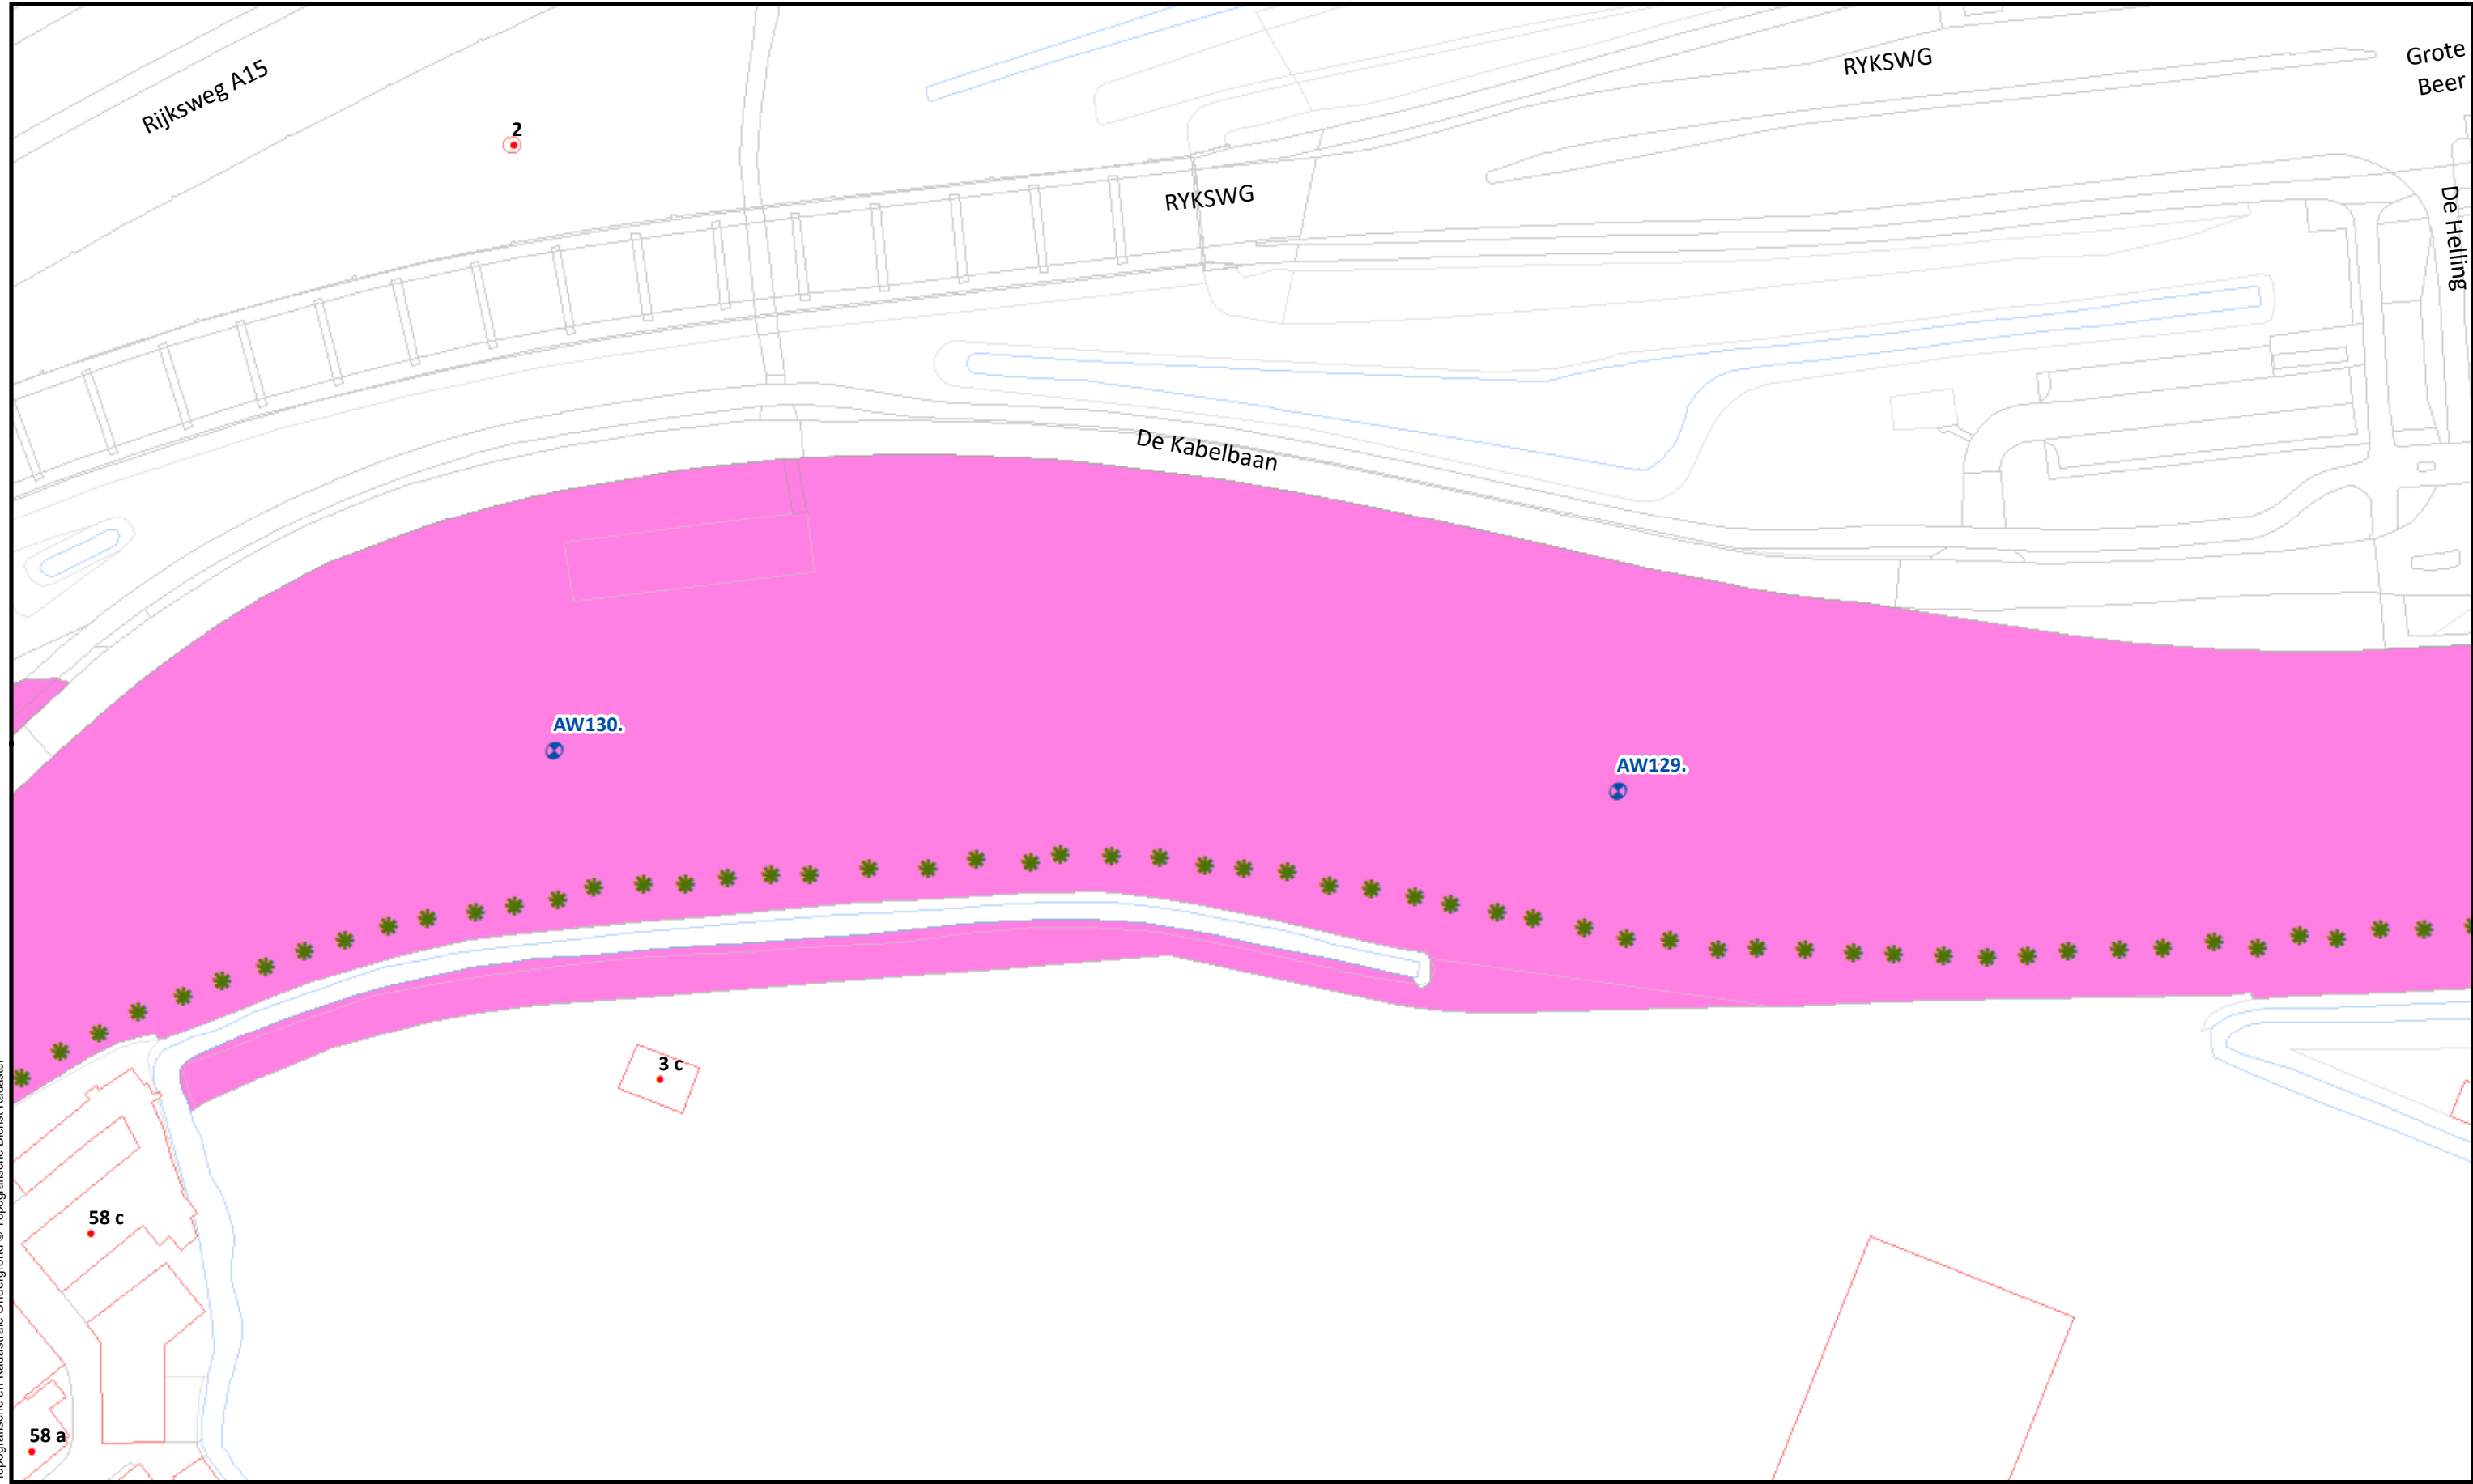 Rijksweg A15
RYKSWG
Grote
Beer
2
RYKSWG
De Helling
De Kabelbaan
AW130.
AW129.
3 c
58 c
58 a